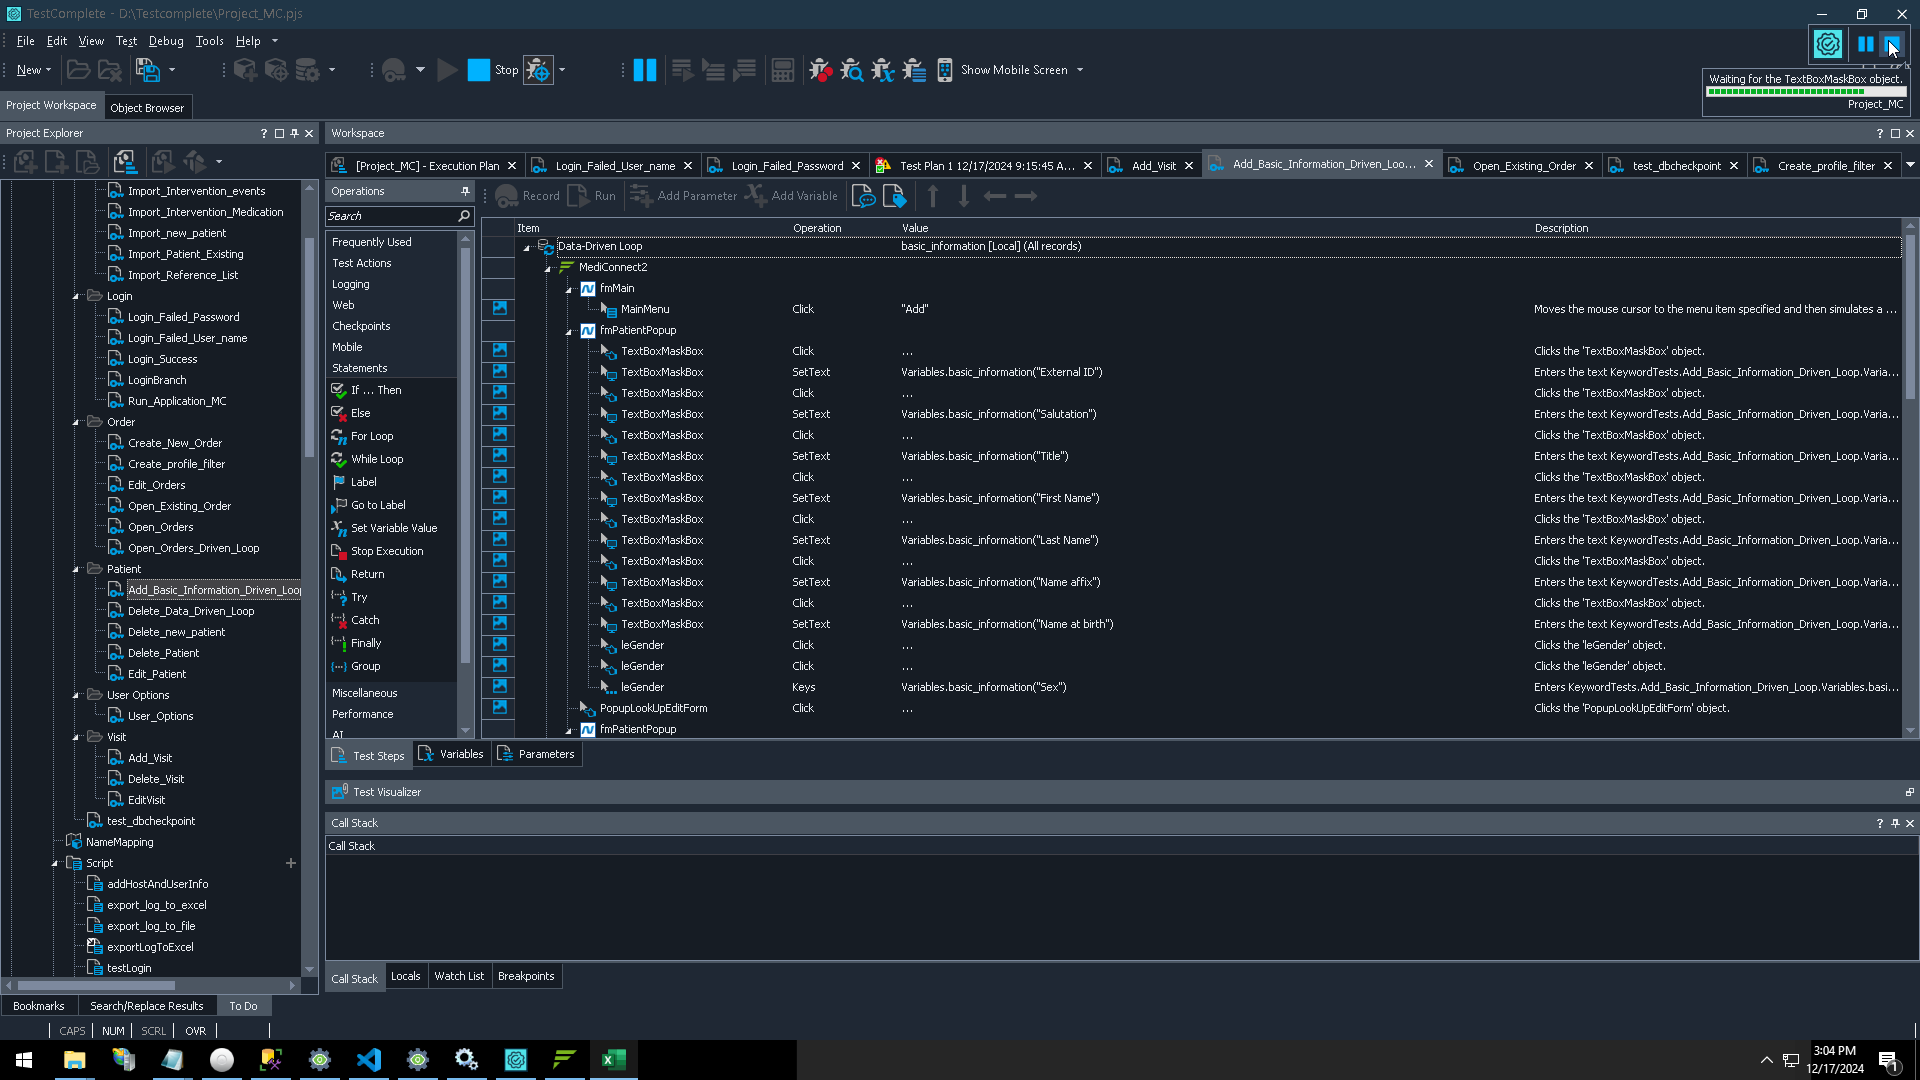 TestComplete - D:\Testcomplete\Project_MC.pjs
File Edit View Test Debug Tools Help
New Stop Show Mobile Screen
Waiting for the TextBoxMaskBox object.
Project_MC
Project Workspace Object Browser
Project Explorer
Workspace
[Project_MC] - Execution Plan Login_Failed_User_name Login_Failed_Password Test Plan 1 12/17/2024 9:15:45 A... Add_Visit Add_Basic_Information_Driven_Loo... Open_Existing_Order test_dbcheckpoint Create_profile_filter
Import_Intervention_events
Import_Intervention_Medication
Import_new_patient
Import_Patient_Existing
Import_Reference_List
Login
Login_Failed_Password
Login_Failed_User_name
Login_Success
LoginBranch
Run_Application_MC
Order
Create_New_Order
Create_profile_filter
Edit_Orders
Open_Existing_Order
Open_Orders
Open_Orders_Driven_Loop
Patient
Add_Basic_Information_Driven_Loop
Delete_Data_Driven_Loop
Delete_new_patient
Delete_Patient
Edit_Patient
User Options
User_Options
Visit
Add_Visit
Delete_Visit
EditVisit
test_dbcheckpoint
NameMapping
Script
addHostAndUserInfo
export_log_to_excel
export_log_to_file
exportLogToExcel
testLogin
Bookmarks Search/Replace Results To Do
CAPS NUM SCRL OVR
Operations
Search
Frequently Used
Test Actions
Logging
Web
Checkpoints
Mobile
Statements
If ... Then
Else
For Loop
While Loop
Label
Go to Label
Set Variable Value
Stop Execution
Return
Try
Catch
Finally
Group
Miscellaneous
Performance
AI
Record Run Add Parameter Add Variable
Item Operation Value Description
Data-Driven Loop basic_information [Local] (All records)
MediConnect2
fmMain
MainMenu Click "Add" Moves the mouse cursor to the menu item specified and then simulates a ...
fmPatientPopup
TextBoxMaskBox Click ... Clicks the 'TextBoxMaskBox' object.
TextBoxMaskBox SetText Variables.basic_information("External ID") Enters the text KeywordTests.Add_Basic_Information_Driven_Loop.Varia...
TextBoxMaskBox Click ... Clicks the 'TextBoxMaskBox' object.
TextBoxMaskBox SetText Variables.basic_information("Salutation") Enters the text KeywordTests.Add_Basic_Information_Driven_Loop.Varia...
TextBoxMaskBox Click ... Clicks the 'TextBoxMaskBox' object.
TextBoxMaskBox SetText Variables.basic_information("Title") Enters the text KeywordTests.Add_Basic_Information_Driven_Loop.Varia...
TextBoxMaskBox Click ... Clicks the 'TextBoxMaskBox' object.
TextBoxMaskBox SetText Variables.basic_information("First Name") Enters the text KeywordTests.Add_Basic_Information_Driven_Loop.Varia...
TextBoxMaskBox Click ... Clicks the 'TextBoxMaskBox' object.
TextBoxMaskBox SetText Variables.basic_information("Last Name") Enters the text KeywordTests.Add_Basic_Information_Driven_Loop.Varia...
TextBoxMaskBox Click ... Clicks the 'TextBoxMaskBox' object.
TextBoxMaskBox SetText Variables.basic_information("Name affix") Enters the text KeywordTests.Add_Basic_Information_Driven_Loop.Varia...
TextBoxMaskBox Click ... Clicks the 'TextBoxMaskBox' object.
TextBoxMaskBox SetText Variables.basic_information("Name at birth") Enters the text KeywordTests.Add_Basic_Information_Driven_Loop.Varia...
leGender Click ... Clicks the 'leGender' object.
leGender Click ... Clicks the 'leGender' object.
leGender Keys Variables.basic_information("Sex") Enters KeywordTests.Add_Basic_Information_Driven_Loop.Variables.basi...
PopupLookUpEditForm Click ... Clicks the 'PopupLookUpEditForm' object.
fmPatientPopup
Test Steps Variables Parameters
Test Visualizer
Call Stack
Call Stack
Call Stack Locals Watch List Breakpoints
3:04 PM
12/17/2024
1